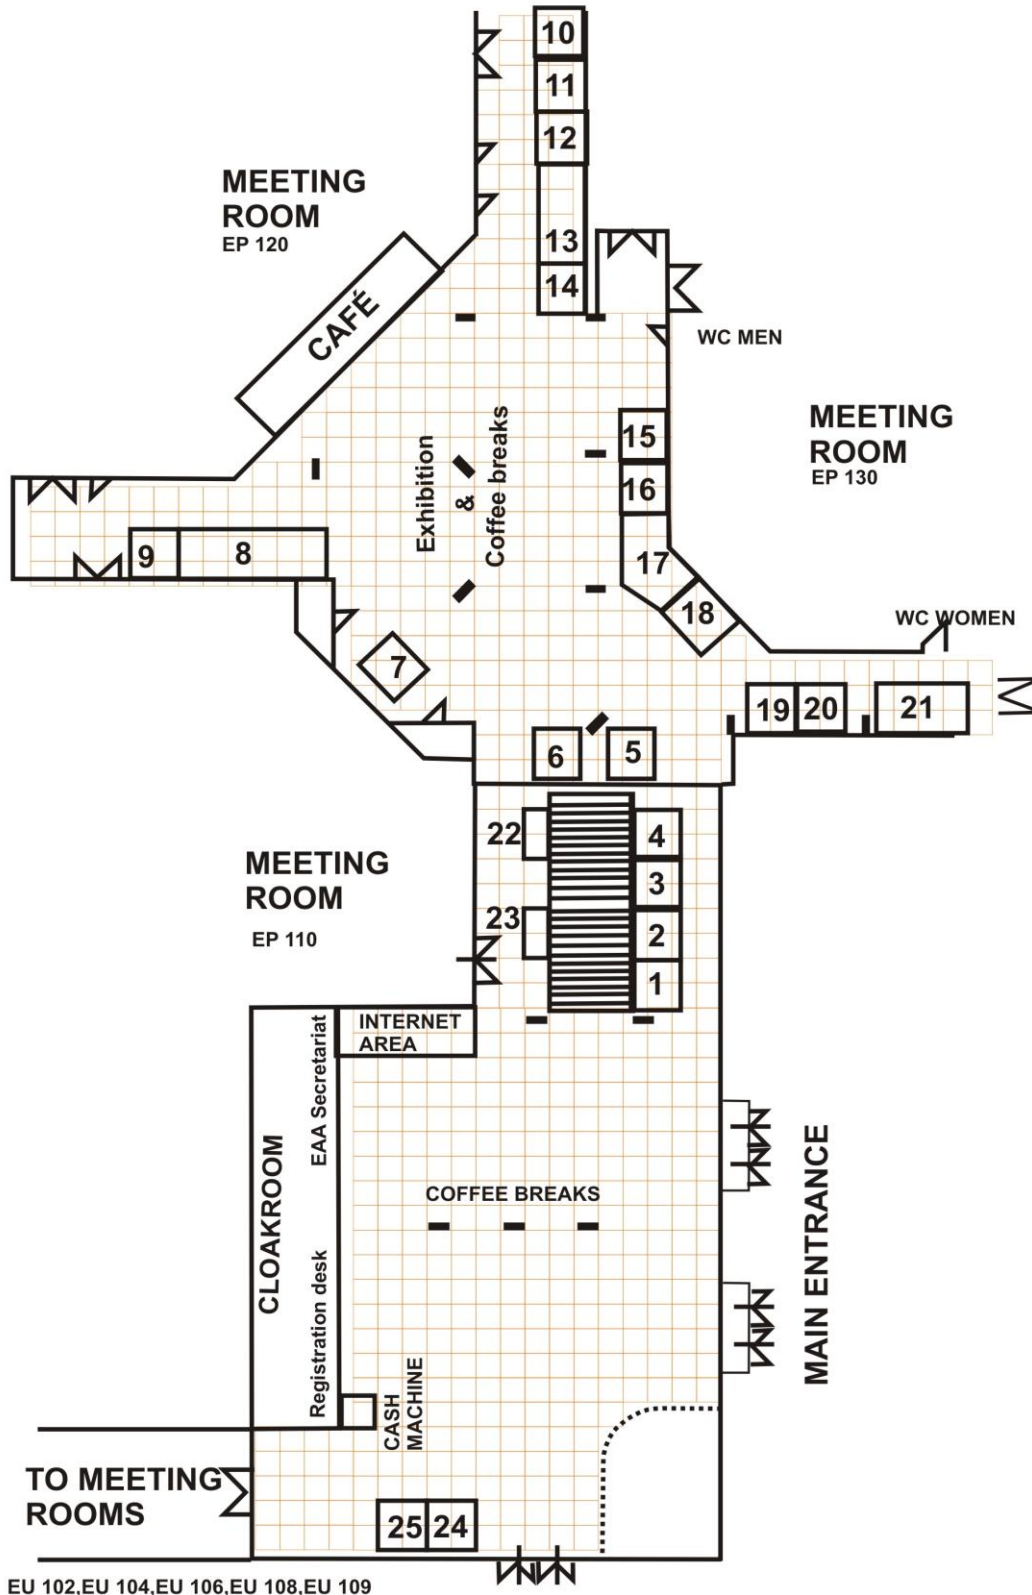 10
11
12
MEETING
ROOM
EP 120
13
14
CAFÉ
WC MEN
MEETING
ROOM
EP 130
15
16
Exhibition
&
Coffee breaks
9
8
17
18
WC WOMEN
7
19
20
21
6
5
22
4
MEETING
ROOM
EP 110
3
23
2
1
INTERNET
AREA
EAA Secretariat
CLOAKROOM
COFFEE BREAKS
MAIN ENTRANCE
Registration desk
CASH
MACHINE
TO MEETING
ROOMS
25
24
EU 102,EU 104,EU 106,EU 108,EU 109